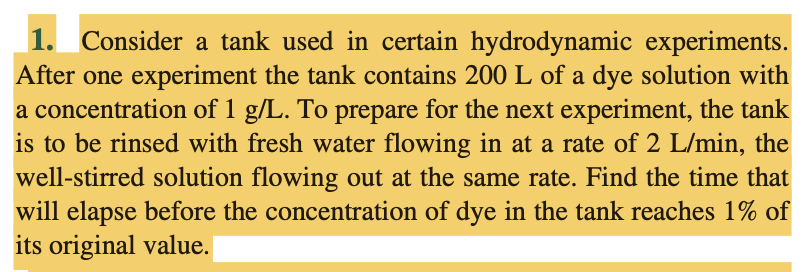 1. Consider a tank used in certain hydrodynamic experiments.
After one experiment the tank contains 200 L of a dye solution with
a concentration of 1 g/L. To prepare for the next experiment, the tank
is to be rinsed with fresh water flowing in at a rate of 2 L/min, the
well-stirred solution flowing out at the same rate. Find the time that
will elapse before the concentration of dye in the tank reaches 1% of
its original value.